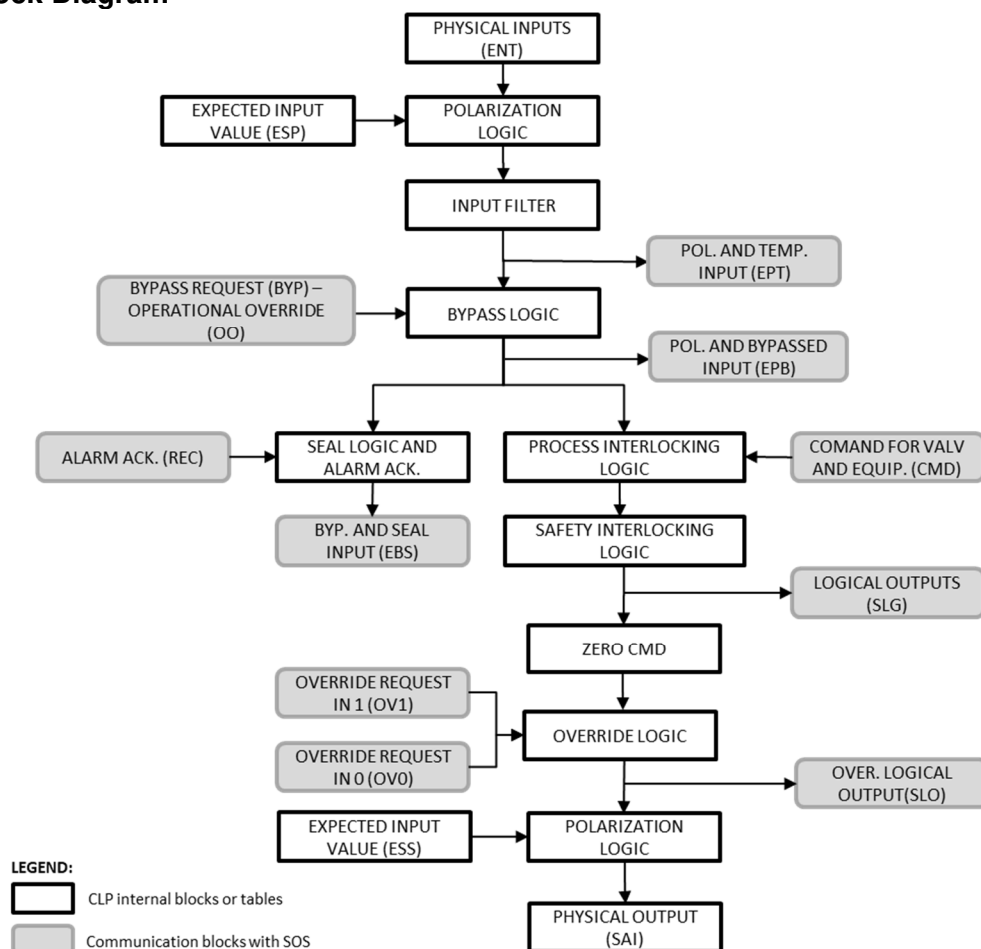 PHYSICAL INPUTS
(ENT)
EXPECTED INPUT
VALUE (ESP)
POLARIZATION
LOGIC
INPUT FILTER
POL. AND TEMP.
INPUT (EPT)
BYPASS REQUEST (BYP) –
OPERATIONAL OVERRIDE
(OO)
BYPASS LOGIC
POL. AND BYPASSED
INPUT (EPB)
ALARM ACK. (REC)
SEAL LOGIC AND
ALARM ACK.
PROCESS INTERLOCKING
LOGIC
COMAND FOR VALV
AND EQUIP. (CMD)
BYP. AND SEAL
INPUT (EBS)
SAFETY INTERLOCKING
LOGIC
LOGICAL OUTPUTS
(SLG)
ZERO CMD
OVERRIDE REQUEST
IN 1 (OV1)
OVERRIDE LOGIC
OVERRIDE REQUEST
IN 0 (OV0)
OVER. LOGICAL
OUTPUT(SLO)
EXPECTED INPUT
VALUE (ESS)
POLARIZATION
LOGIC
LEGEND:
CLP internal blocks or tables
PHYSICAL OUTPUT
(SAI)
Communication blocks with SOS